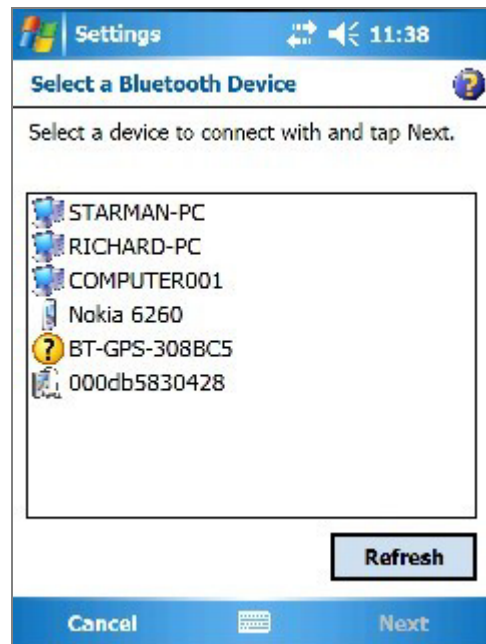 Settings 11:38
Select a Bluetooth Device ?
Select a device to connect with and tap Next.
STARMAN-PC
RICHARD-PC
COMPUTER001
Nokia 6260
? BT-GPS-308BC5
000db5830428
Refresh
Cancel Next